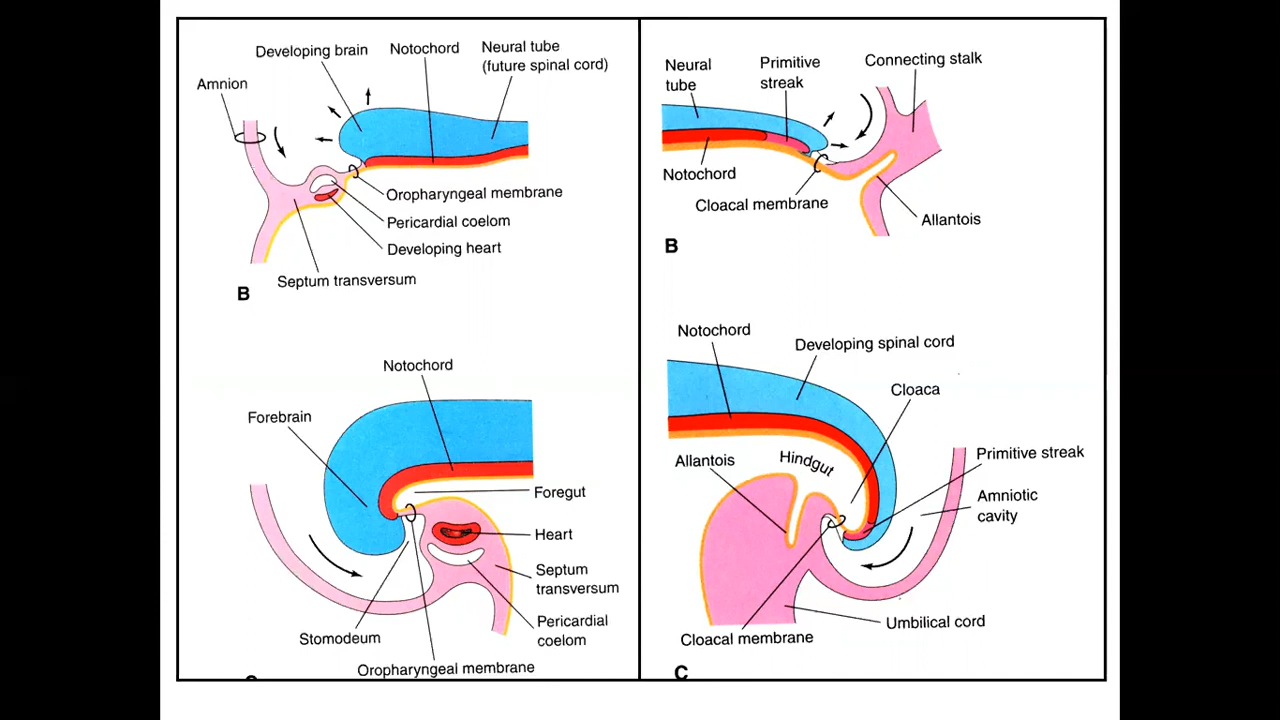 Developing brain
Notochord
Neural tube
(future spinal cord)
Amnion
Oropharyngeal membrane
Pericardial coelom
Developing heart
Septum transversum
B
Notochord
Forebrain
Foregut
Heart
Septum
transversum
Pericardial
coelom
Stomodeum
Oropharyngeal membrane
Neural
tube
Primitive
streak
Connecting stalk
Notochord
Cloacal membrane
Allantois
B
Notochord
Developing spinal cord
Cloaca
Allantois
Hindgut
Primitive streak
Amniotic
cavity
Umbilical cord
Cloacal membrane
C